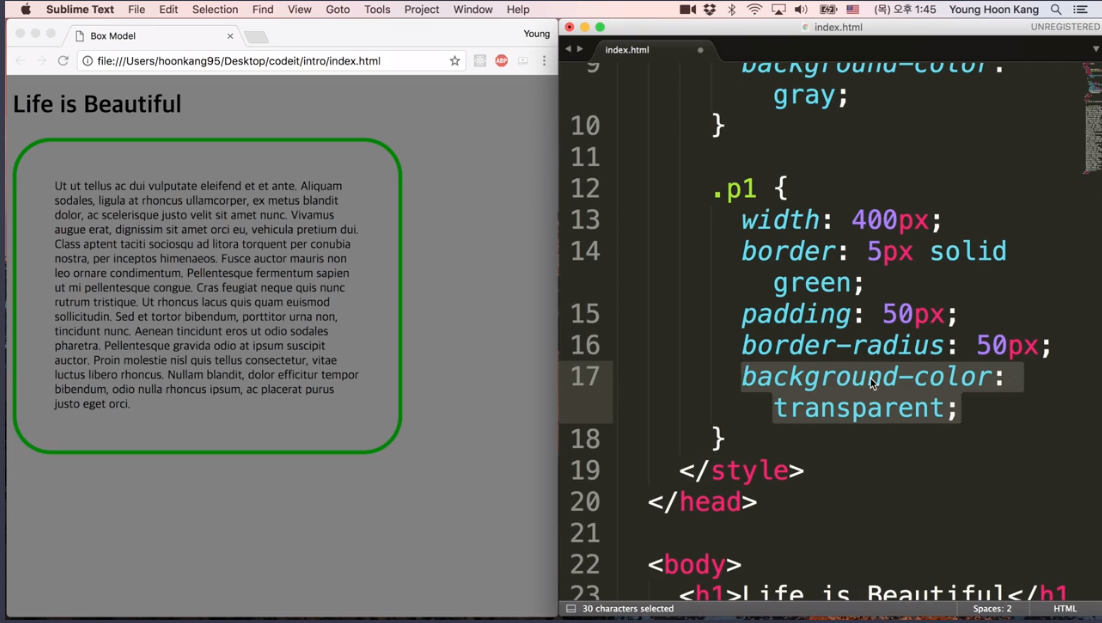 Sublime Text File Edit Selection Find View Goto Tools Project Window Help (목) 오후 1:45 Young Hoon Kang
Box Model
Young
file:///Users/hoonkang95/Desktop/codeit/intro/index.html
ABP
Life is Beautiful
Ut ut tellus ac dui vulputate eleifend et et ante. Aliquam
sodales, ligula at rhoncus ullamcorper, ex metus blandit
dolor, ac scelerisque justo velit sit amet nunc. Vivamus
augue erat, dignissim sit amet orci eu, vehicula pretium dui.
Class aptent taciti sociosqu ad litora torquent per conubia
nostra, per inceptos himenaeos. Fusce auctor mauris non
leo ornare condimentum. Pellentesque fermentum sapien
ut mi pellentesque congue. Cras feugiat neque quis nunc
rutrum tristique. Ut rhoncus lacus quis quam euismod
sollicitudin. Sed et tortor bibendum, porttitor urna non,
tincidunt nunc. Aenean tincidunt eros ut odio sodales
pharetra. Pellentesque gravida odio at ipsum suscipit
auctor. Proin molestie nisl quis tellus consectetur, vitae
luctus libero rhoncus. Nullam blandit, dolor efficitur tempor
bibendum, odio nulla rhoncus ipsum, ac placerat purus
justo eget orci.
index.html UNREGISTERED
index.html
9 background-color:
gray;
10 }
11
12 .p1 {
13 width: 400px;
14 border: 5px solid
green;
15 padding: 50px;
16 border-radius: 50px;
17 background-color:
transparent;
18 }
19 </style>
20 </head>
21
22 <body>
23 <h1>Life is Beautiful</h1
30 characters selected Spaces: 2 HTML